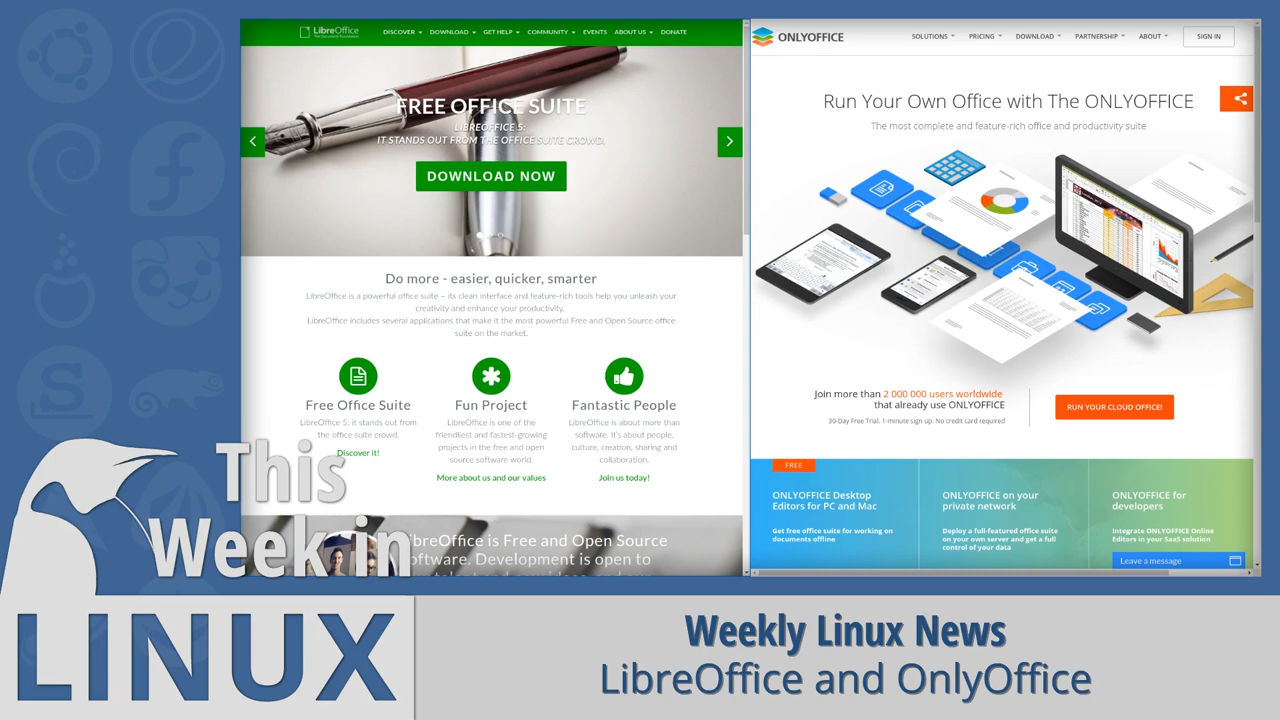 LibreOffice
The Document Foundation
DISCOVER
DOWNLOAD
GET HELP
COMMUNITY
EVENTS
ABOUT US
DONATE
FREE OFFICE SUITE
LIBREOFFICE 5:
IT STANDS OUT FROM THE OFFICE SUITE CROWD.
DOWNLOAD NOW
Do more - easier, quicker, smarter
LibreOffice is a powerful office suite – its clean interface and feature-rich tools help you unleash your
creativity and enhance your productivity.
LibreOffice includes several applications that make it the most powerful Free and Open Source office
suite on the market.
Free Office Suite
LibreOffice 5: it stands out from
the office suite crowd.
Discover it!
Fun Project
LibreOffice is one of the
friendliest and fastest-growing
projects in the free and open
source software world.
More about us and our values
Fantastic People
LibreOffice is about more than
software. It's about people,
culture, creation, sharing and
collaboration.
Join us today!
LibreOffice is Free and Open Source
software. Development is open to
ONLYOFFICE
SOLUTIONS
PRICING
DOWNLOAD
PARTNERSHIP
ABOUT
SIGN IN
Run Your Own Office with The ONLYOFFICE
The most complete and feature-rich office and productivity suite
Join more than 2 000 000 users worldwide
that already use ONLYOFFICE
30-Day Free Trial. 1-minute sign up. No credit card required
RUN YOUR CLOUD OFFICE!
FREE
ONLYOFFICE Desktop
Editors for PC and Mac
Get free office suite for working on
documents offline
ONLYOFFICE on your
private network
Deploy a full-featured office suite
on your own server and get a full
control of your data
ONLYOFFICE for
developers
Integrate ONLYOFFICE Online
Editors in your SaaS solution
Leave a message
This
Week in
LINUX
Weekly Linux News
LibreOffice and OnlyOffice